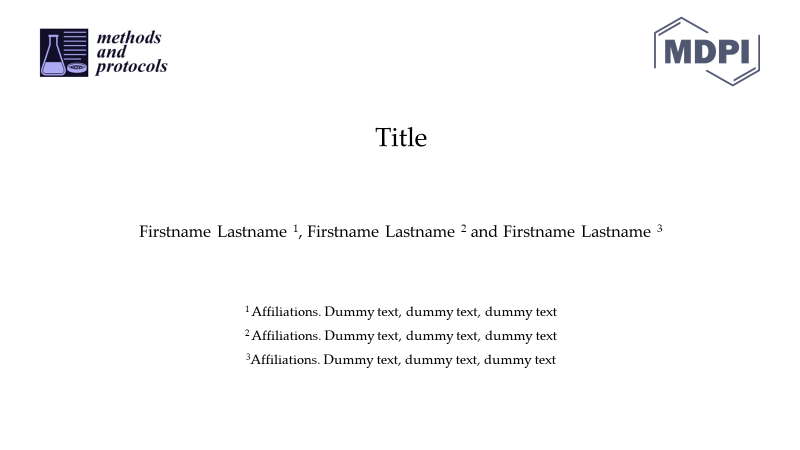 methods
and
protocols
MDPI
Title
Firstname Lastname ¹, Firstname Lastname ² and Firstname Lastname ³
¹ Affiliations. Dummy text, dummy text, dummy text
² Affiliations. Dummy text, dummy text, dummy text
³Affiliations. Dummy text, dummy text, dummy text